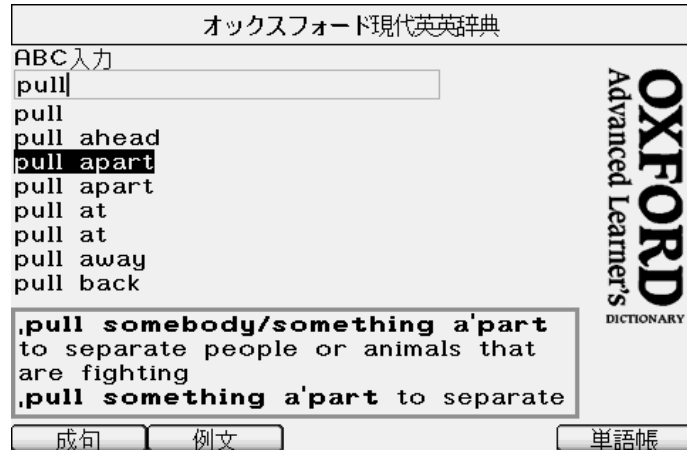 オックスフォード現代英英辞典
ABC入力
pull
pull
pull ahead
pull apart
pull apart
pull at
pull at
pull away
pull back
ˌpull somebody/something aˈpart
to separate people or animals that
are fighting
ˌpull something aˈpart to separate
成句
例文
単語帳
OXFORD
Advanced Learner's
DICTIONARY